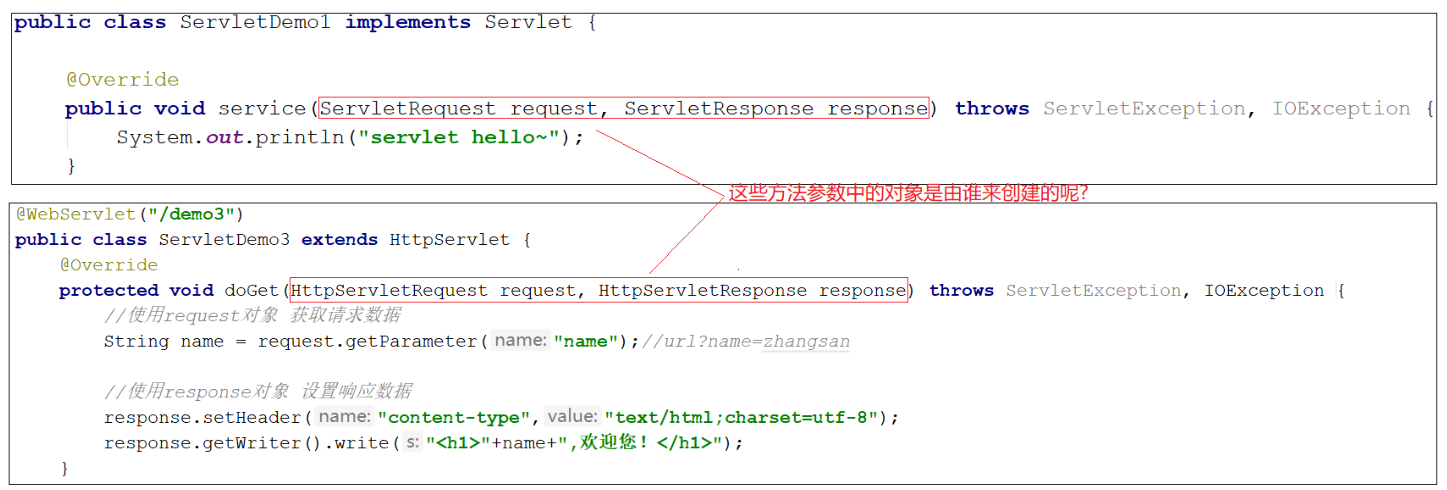 public class ServletDemo1 implements Servlet {
@Override
public void service(ServletRequest request, ServletResponse response) throws ServletException, IOException {
System.out.println("servlet hello~");
}
这些方法参数中的对象是由谁来创建的呢?
@WebServlet("/demo3")
public class ServletDemo3 extends HttpServlet {
@Override
protected void doGet(HttpServletRequest request, HttpServletResponse response) throws ServletException, IOException {
//使用request对象 获取请求数据
String name = request.getParameter( name: "name");//url?name=zhangsan
//使用response对象 设置响应数据
response.setHeader( name: "content-type", value: "text/html;charset=utf-8");
response.getWriter().write( s: "<h1>"+name+",欢迎您！</h1>");
}